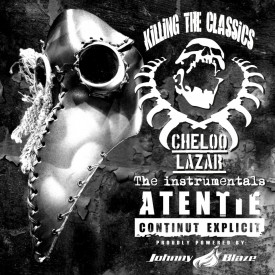 KiLLiNG THE CLASSiCS
CHELOO
LAZAR
The instrumentals
ATENTiE
CONTINUT EXPLICIT
PROUDLY POWERED BY
Johnny Blaze